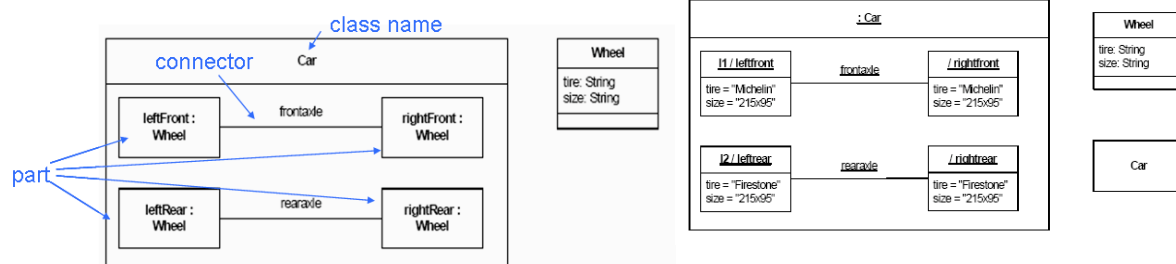 class name
Car
connector
leftFront :
Wheel
frontaxle
rightFront :
Wheel
part
leftRear :
Wheel
rearaxle
rightRear :
Wheel
Wheel
tire: String
size: String
: Car
l1 / leftfront
tire = "Michelin"
size = "215x95"
frontaxle
/ rightfront
tire = "Michelin"
size = "215x95"
l2 / leftrear
tire = "Firestone"
size = "215x95"
rearaxle
/ rightrear
tire = "Firestone"
size = "215x95"
Wheel
tire: String
size: String
Car